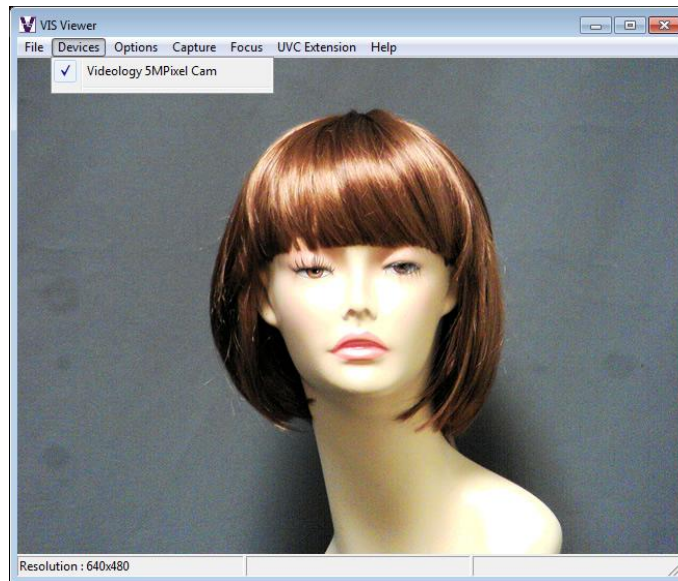 VIS Viewer
File Devices Options Capture Focus UVC Extension Help
✓ Videology 5MPixel Cam
Resolution : 640x480